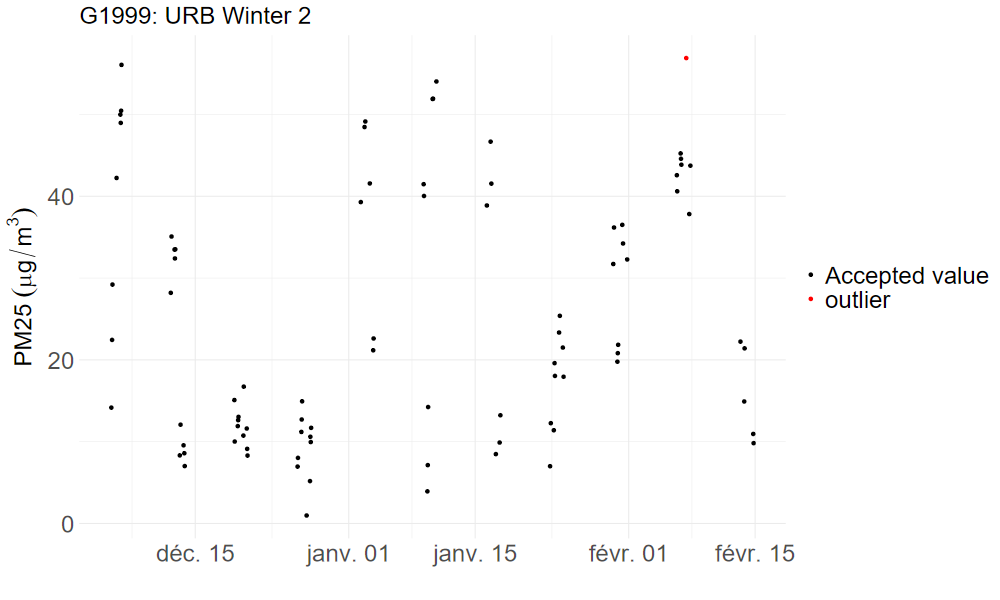 G1999: URB Winter 2
PM25 (μg/m³)
40
20
0
déc. 15
janv. 01
janv. 15
févr. 01
févr. 15
Accepted value
outlier